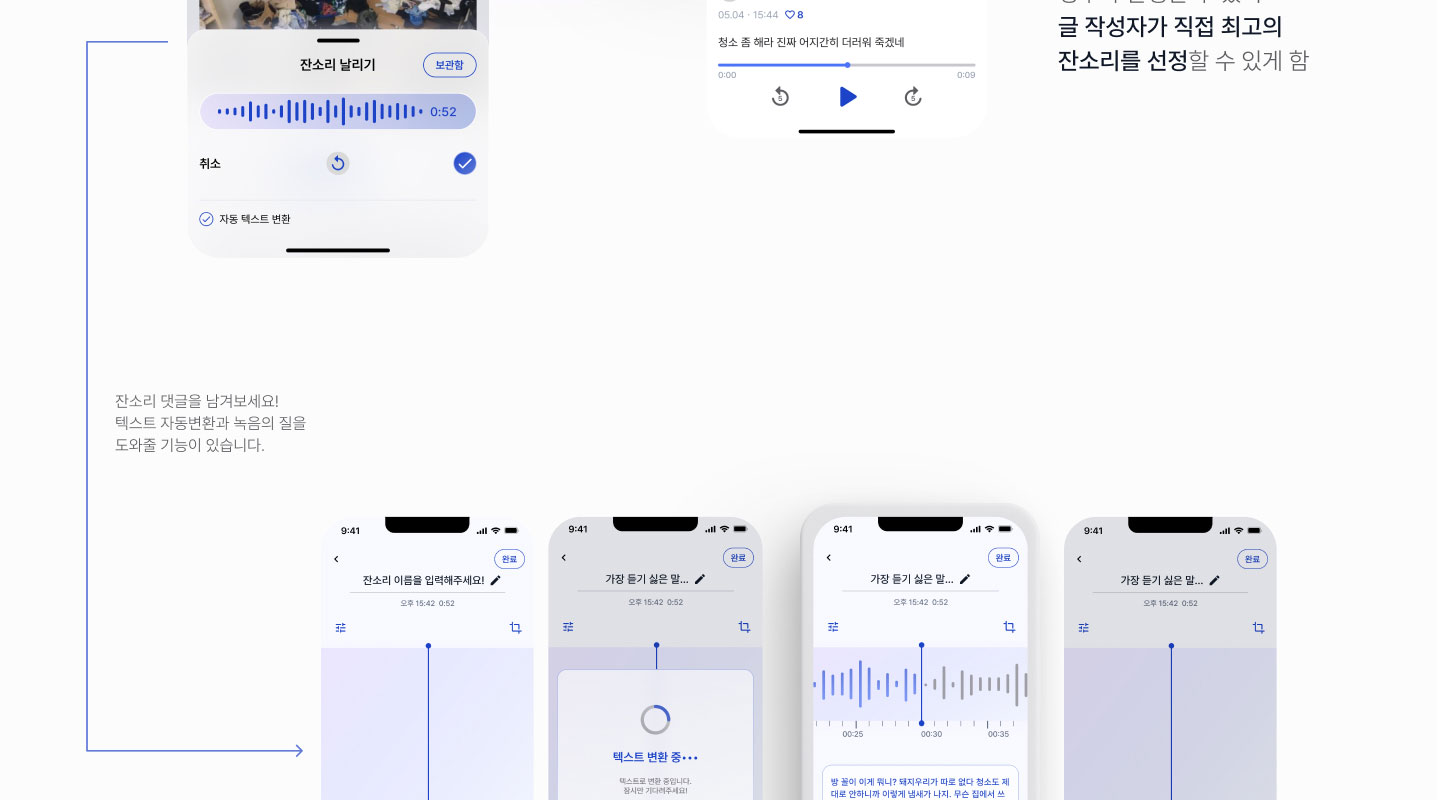 05.04 · 15:44 8
글 작성자가 직접 최고의
잔소리를 선정할 수 있게 함
청소 좀 해라 진짜 어지간히 더러워 죽겠네
0:00 0:09
5 5
잔소리 날리기 보관함
0:52
취소
자동 텍스트 변환
잔소리 댓글을 남겨보세요!
텍스트 자동변환과 녹음의 질을
도와줄 기능이 있습니다.
9:41
완료
잔소리 이름을 입력해주세요!
오후 15:42 0:52
9:41
완료
가장 듣기 싫은 말...
오후 15:42 0:52
텍스트 변환 중•••
텍스트로 변환 중입니다.
잠시만 기다려주세요!
9:41
완료
가장 듣기 싫은 말...
오후 15:42 0:52
00:25 00:30 00:35
방 꼴이 이게 뭐니? 돼지우리가 따로 없다 청소도 제
대로 안하니까 이렇게 냄새가 나지. 무슨 집에서 쓰
9:41
완료
가장 듣기 싫은 말...
오후 15:42 0:52